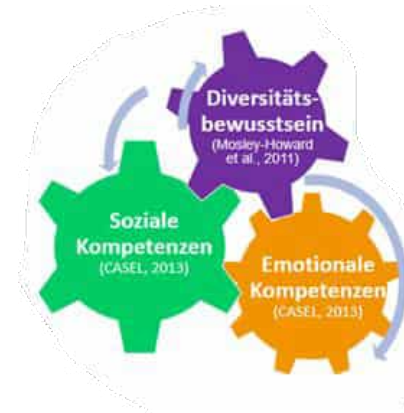 Diversitäts-
bewusstsein
(Mosley-Howard
et al., 2011)
Soziale
Kompetenzen
(CASEL, 2013)
Emotionale
Kompetenzen
(CASEL, 2013)